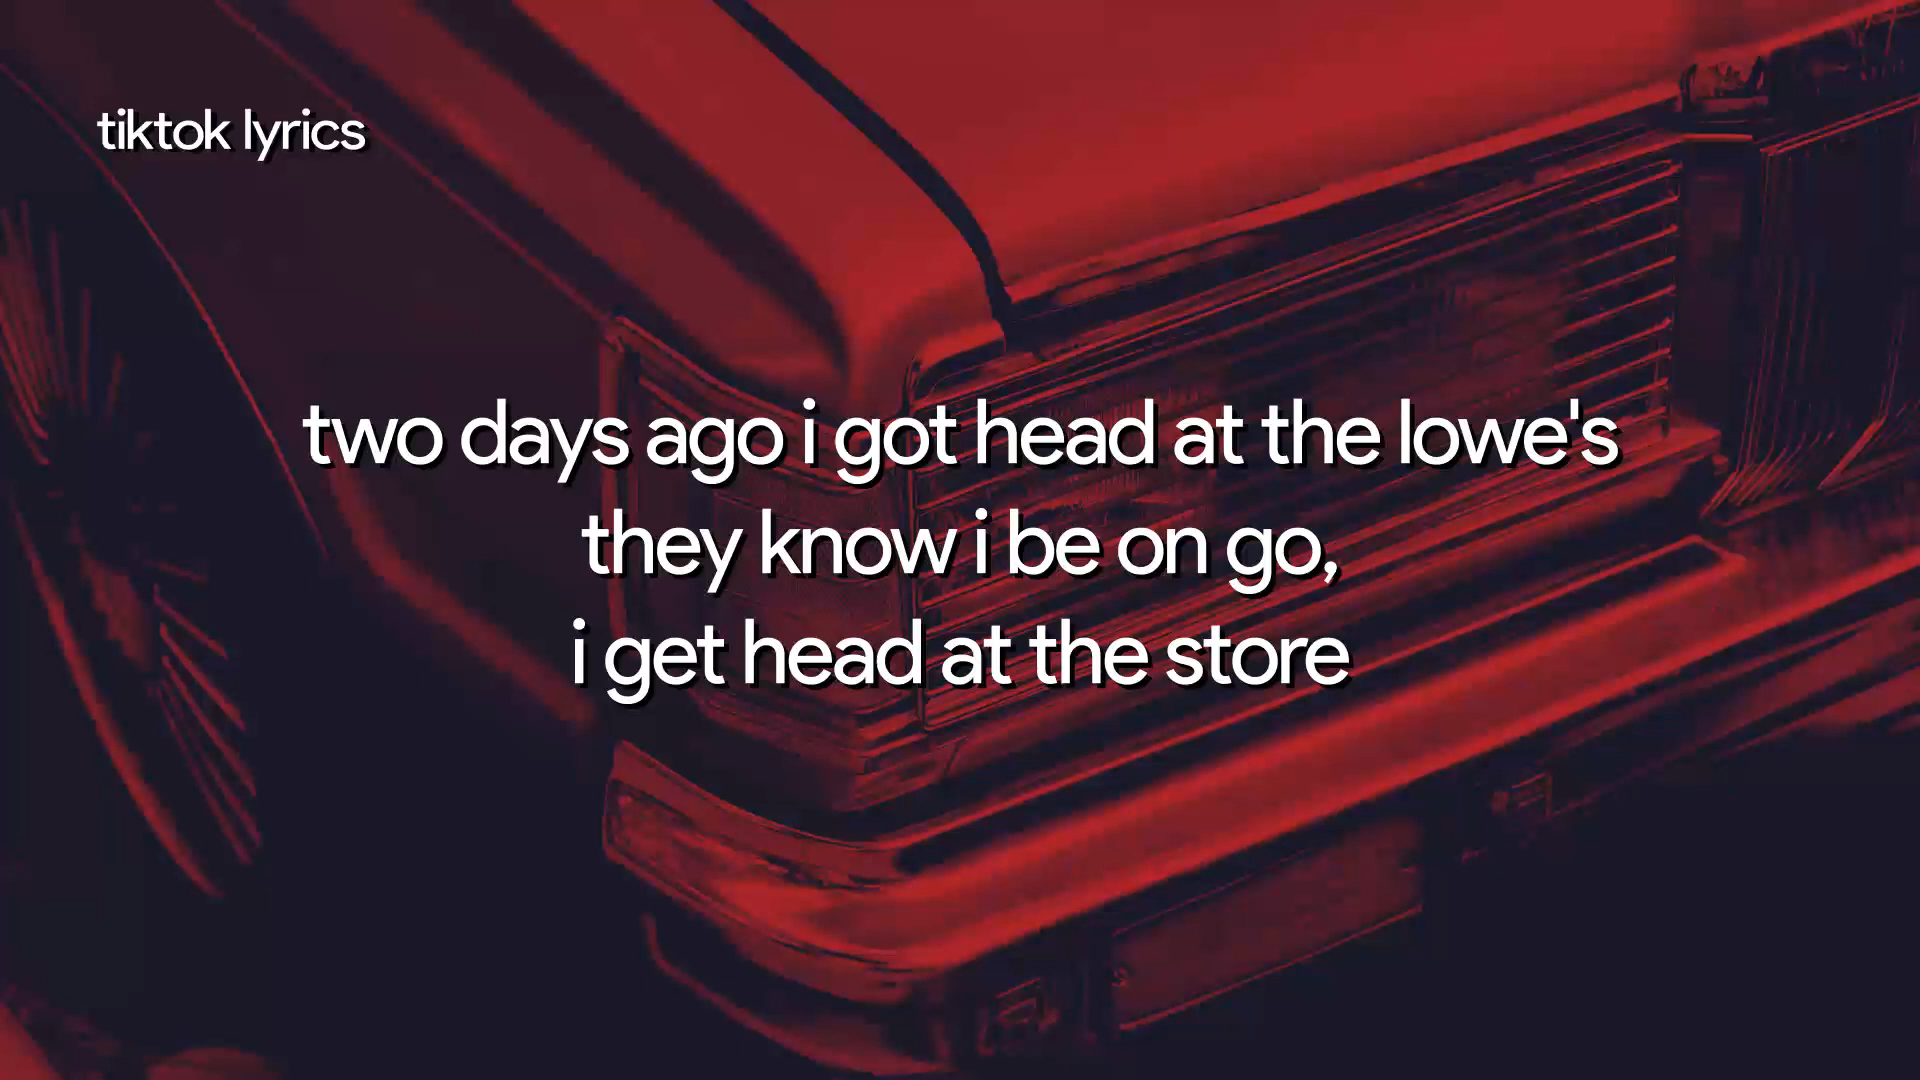 tiktok lyrics
two days ago i got head at the lowe's
they know i be on go,
i get head at the store